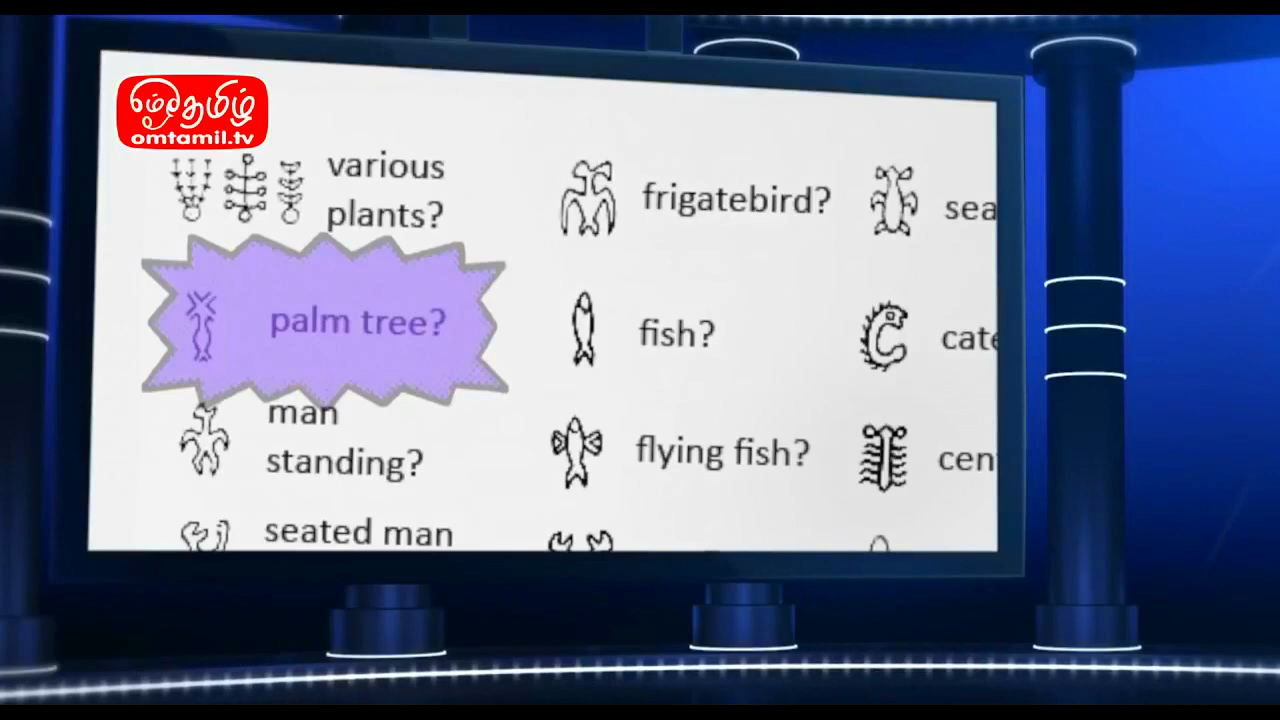 ஓம்தமிழ்
omtamil.tv
various
plants?
frigatebird?
sea
palm tree?
fish?
cate
man
standing?
flying fish?
cen
seated man